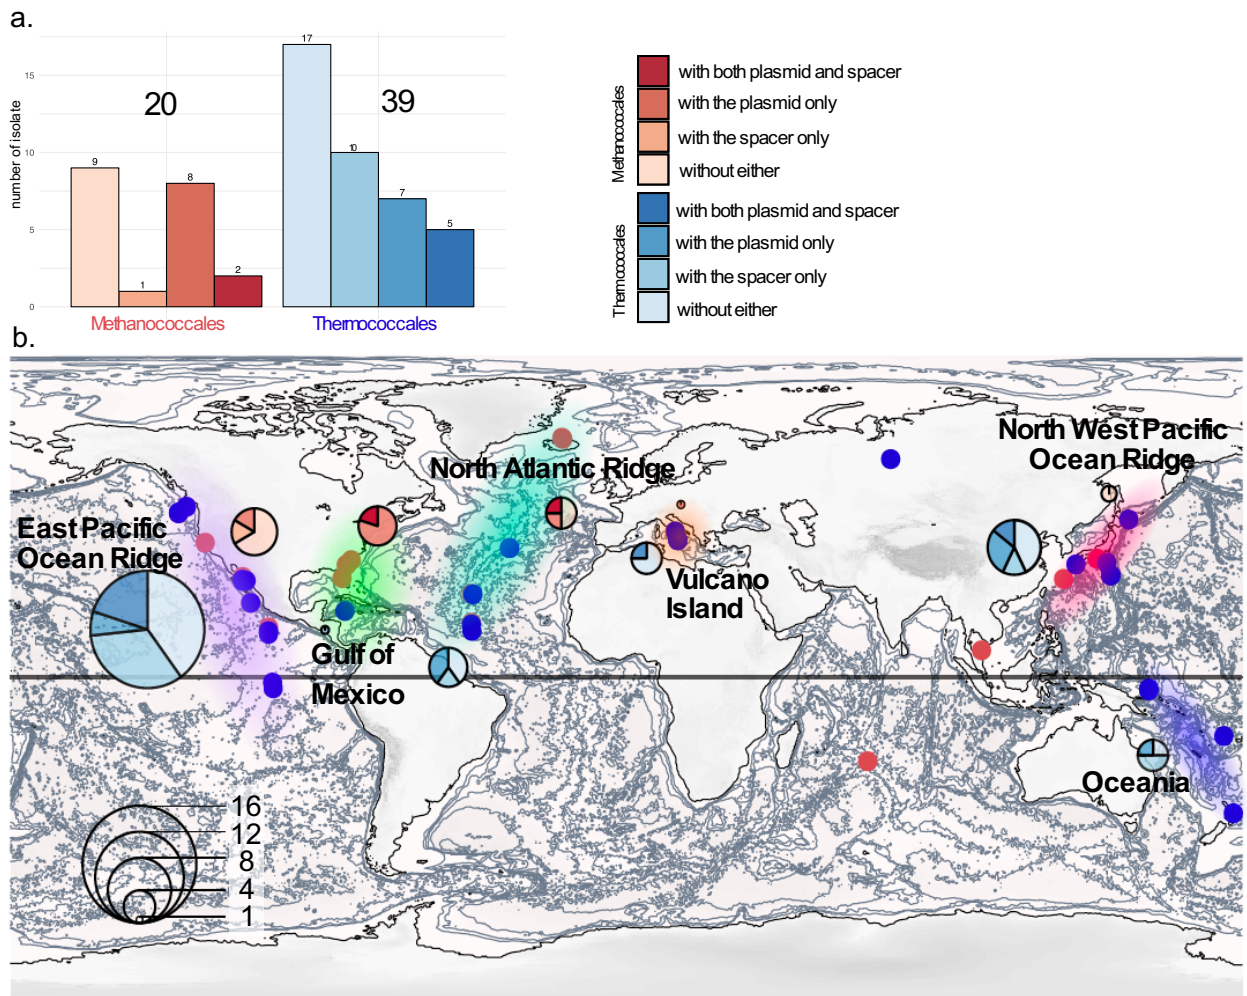 a.
17
15
20
39
10
10
9
8
7
5
5
2
1
0
number of isolate
Methanococcales
Thermococcales
Methanococcales
with both plasmid and spacer
with the plasmid only
with the spacer only
without either
Thermococcales
with both plasmid and spacer
with the plasmid only
with the spacer only
without either
b.
North West Pacific
Ocean Ridge
North Atlantic Ridge
East Pacific
Ocean Ridge
Vulcano
Island
Gulf of
Mexico
Oceania
16
12
8
4
1